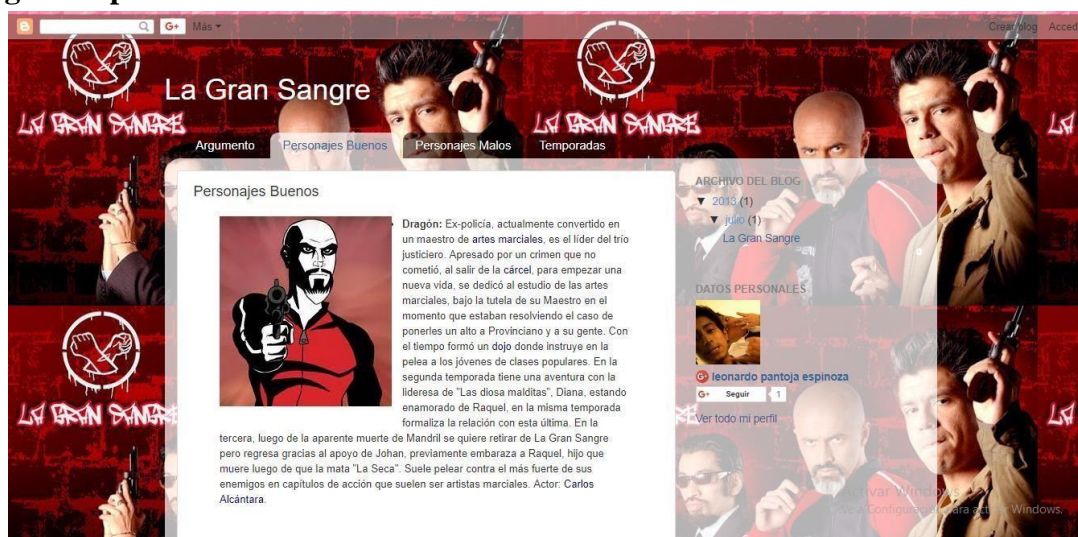 Más
Crear blog Acced
La Gran Sangre
LA GRAN SANGRE
LA GRAN SANGRE
LA
Argumento Personajes Buenos Personajes Malos Temporadas
Personajes Buenos
Dragón: Ex-policía, actualmente convertido en
un maestro de artes marciales, es el líder del trío
justiciero. Apresado por un crimen que no
cometió, al salir de la cárcel, para empezar una
nueva vida, se dedicó al estudio de las artes
marciales, bajo la tutela de su Maestro en el
momento que estaban resolviendo el caso de
ponerles un alto a Provinciano y a su gente. Con
el tiempo formó un dojo donde instruye en la
pelea a los jóvenes de clases populares. En la
segunda temporada tiene una aventura con la
lideresa de "Las diosa malditas", Diana, estando
enamorado de Raquel, en la misma temporada
formaliza la relación con esta última. En la
tercera, luego de la aparente muerte de Mandril se quiere retirar de La Gran Sangre
pero regresa gracias al apoyo de Johan, previamente embaraza a Raquel, hijo que
muere luego de que la mata "La Seca". Suele pelear contra el más fuerte de sus
enemigos en capítulos de acción que suelen ser artistas marciales. Actor: Carlos
Alcántara.
ARCHIVO DEL BLOG
▼ 2013 (1)
▼ julio (1)
La Gran Sangre
DATOS PERSONALES
leonardo pantoja espinoza
G+ Seguir 1
Ver todo mi perfil
LA GRAN SANGRE
LA
Activar Windows